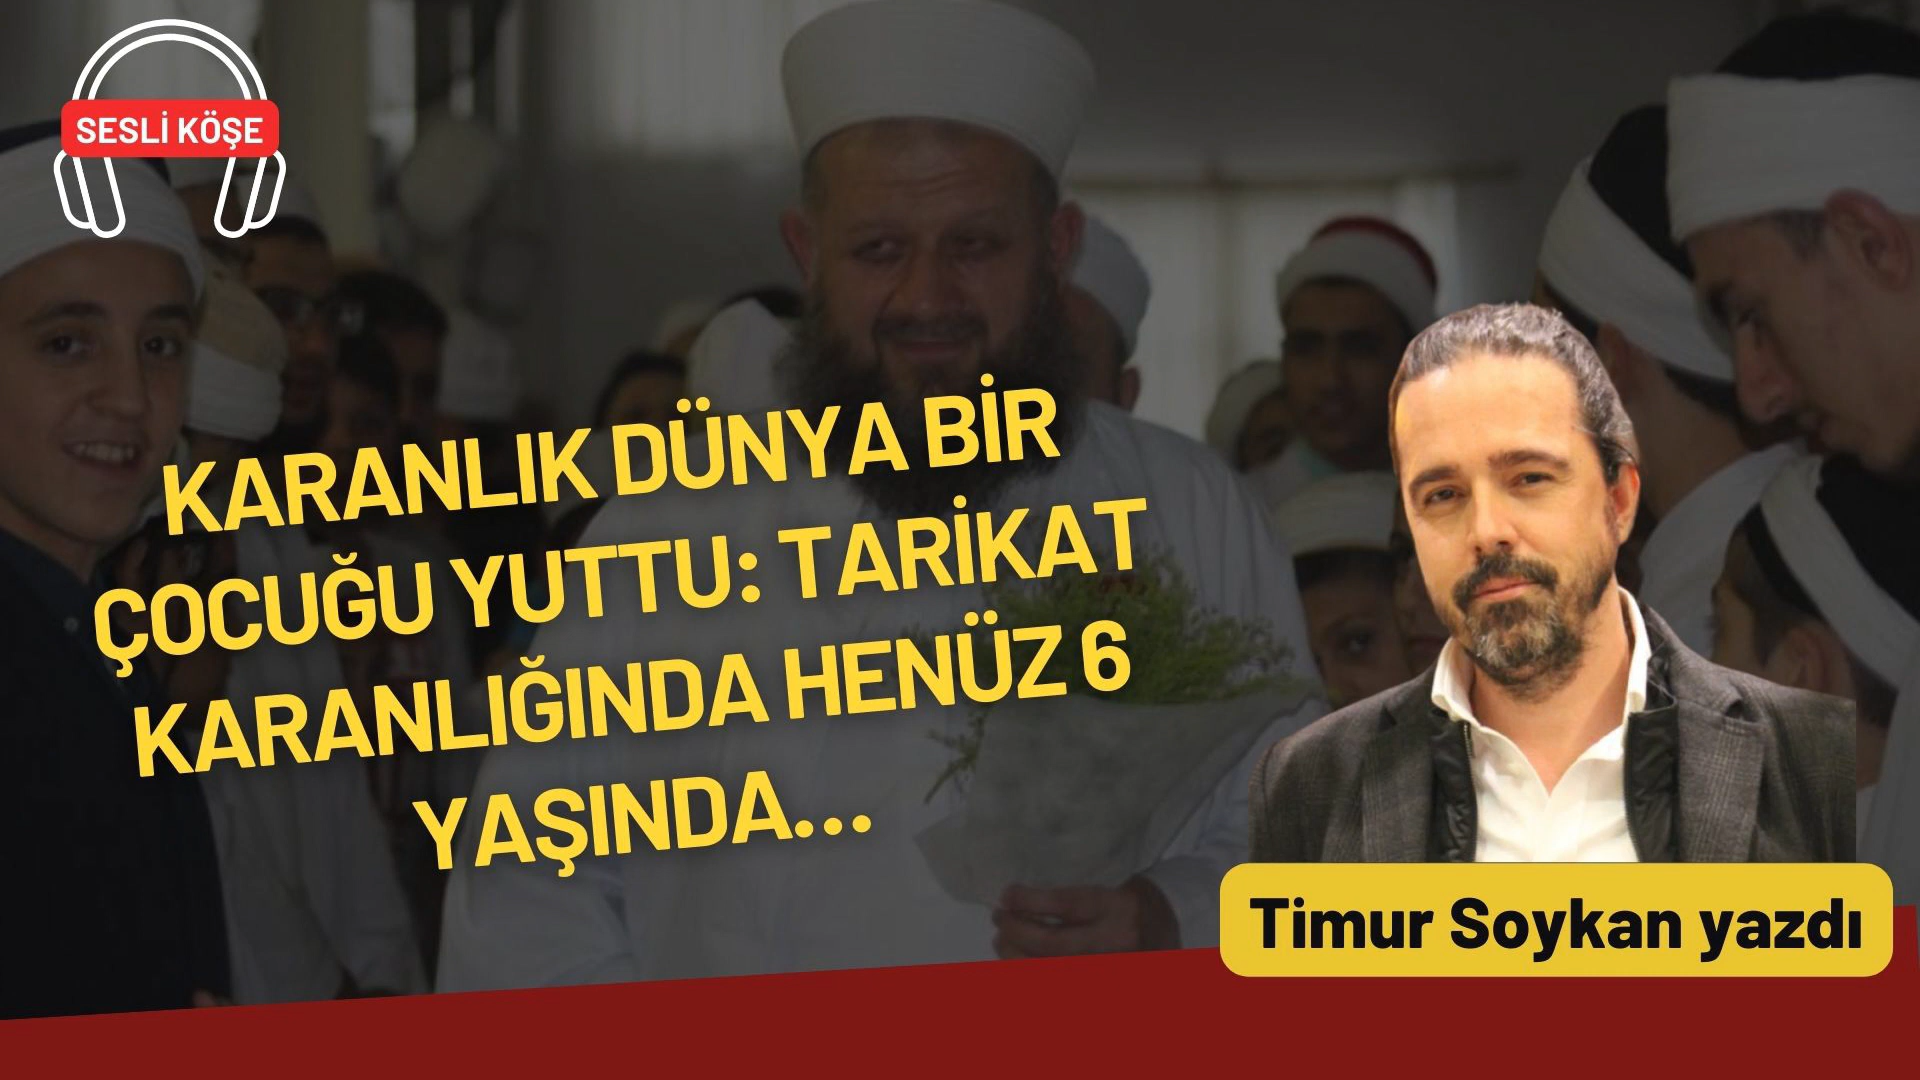 SESLİ KÖŞE
KARANLIK DÜNYA BİR
ÇOCUĞU YUTTU: TARİKAT
KARANLIĞINDA HENÜZ 6
YAŞINDA...
Timur Soykan yazdı